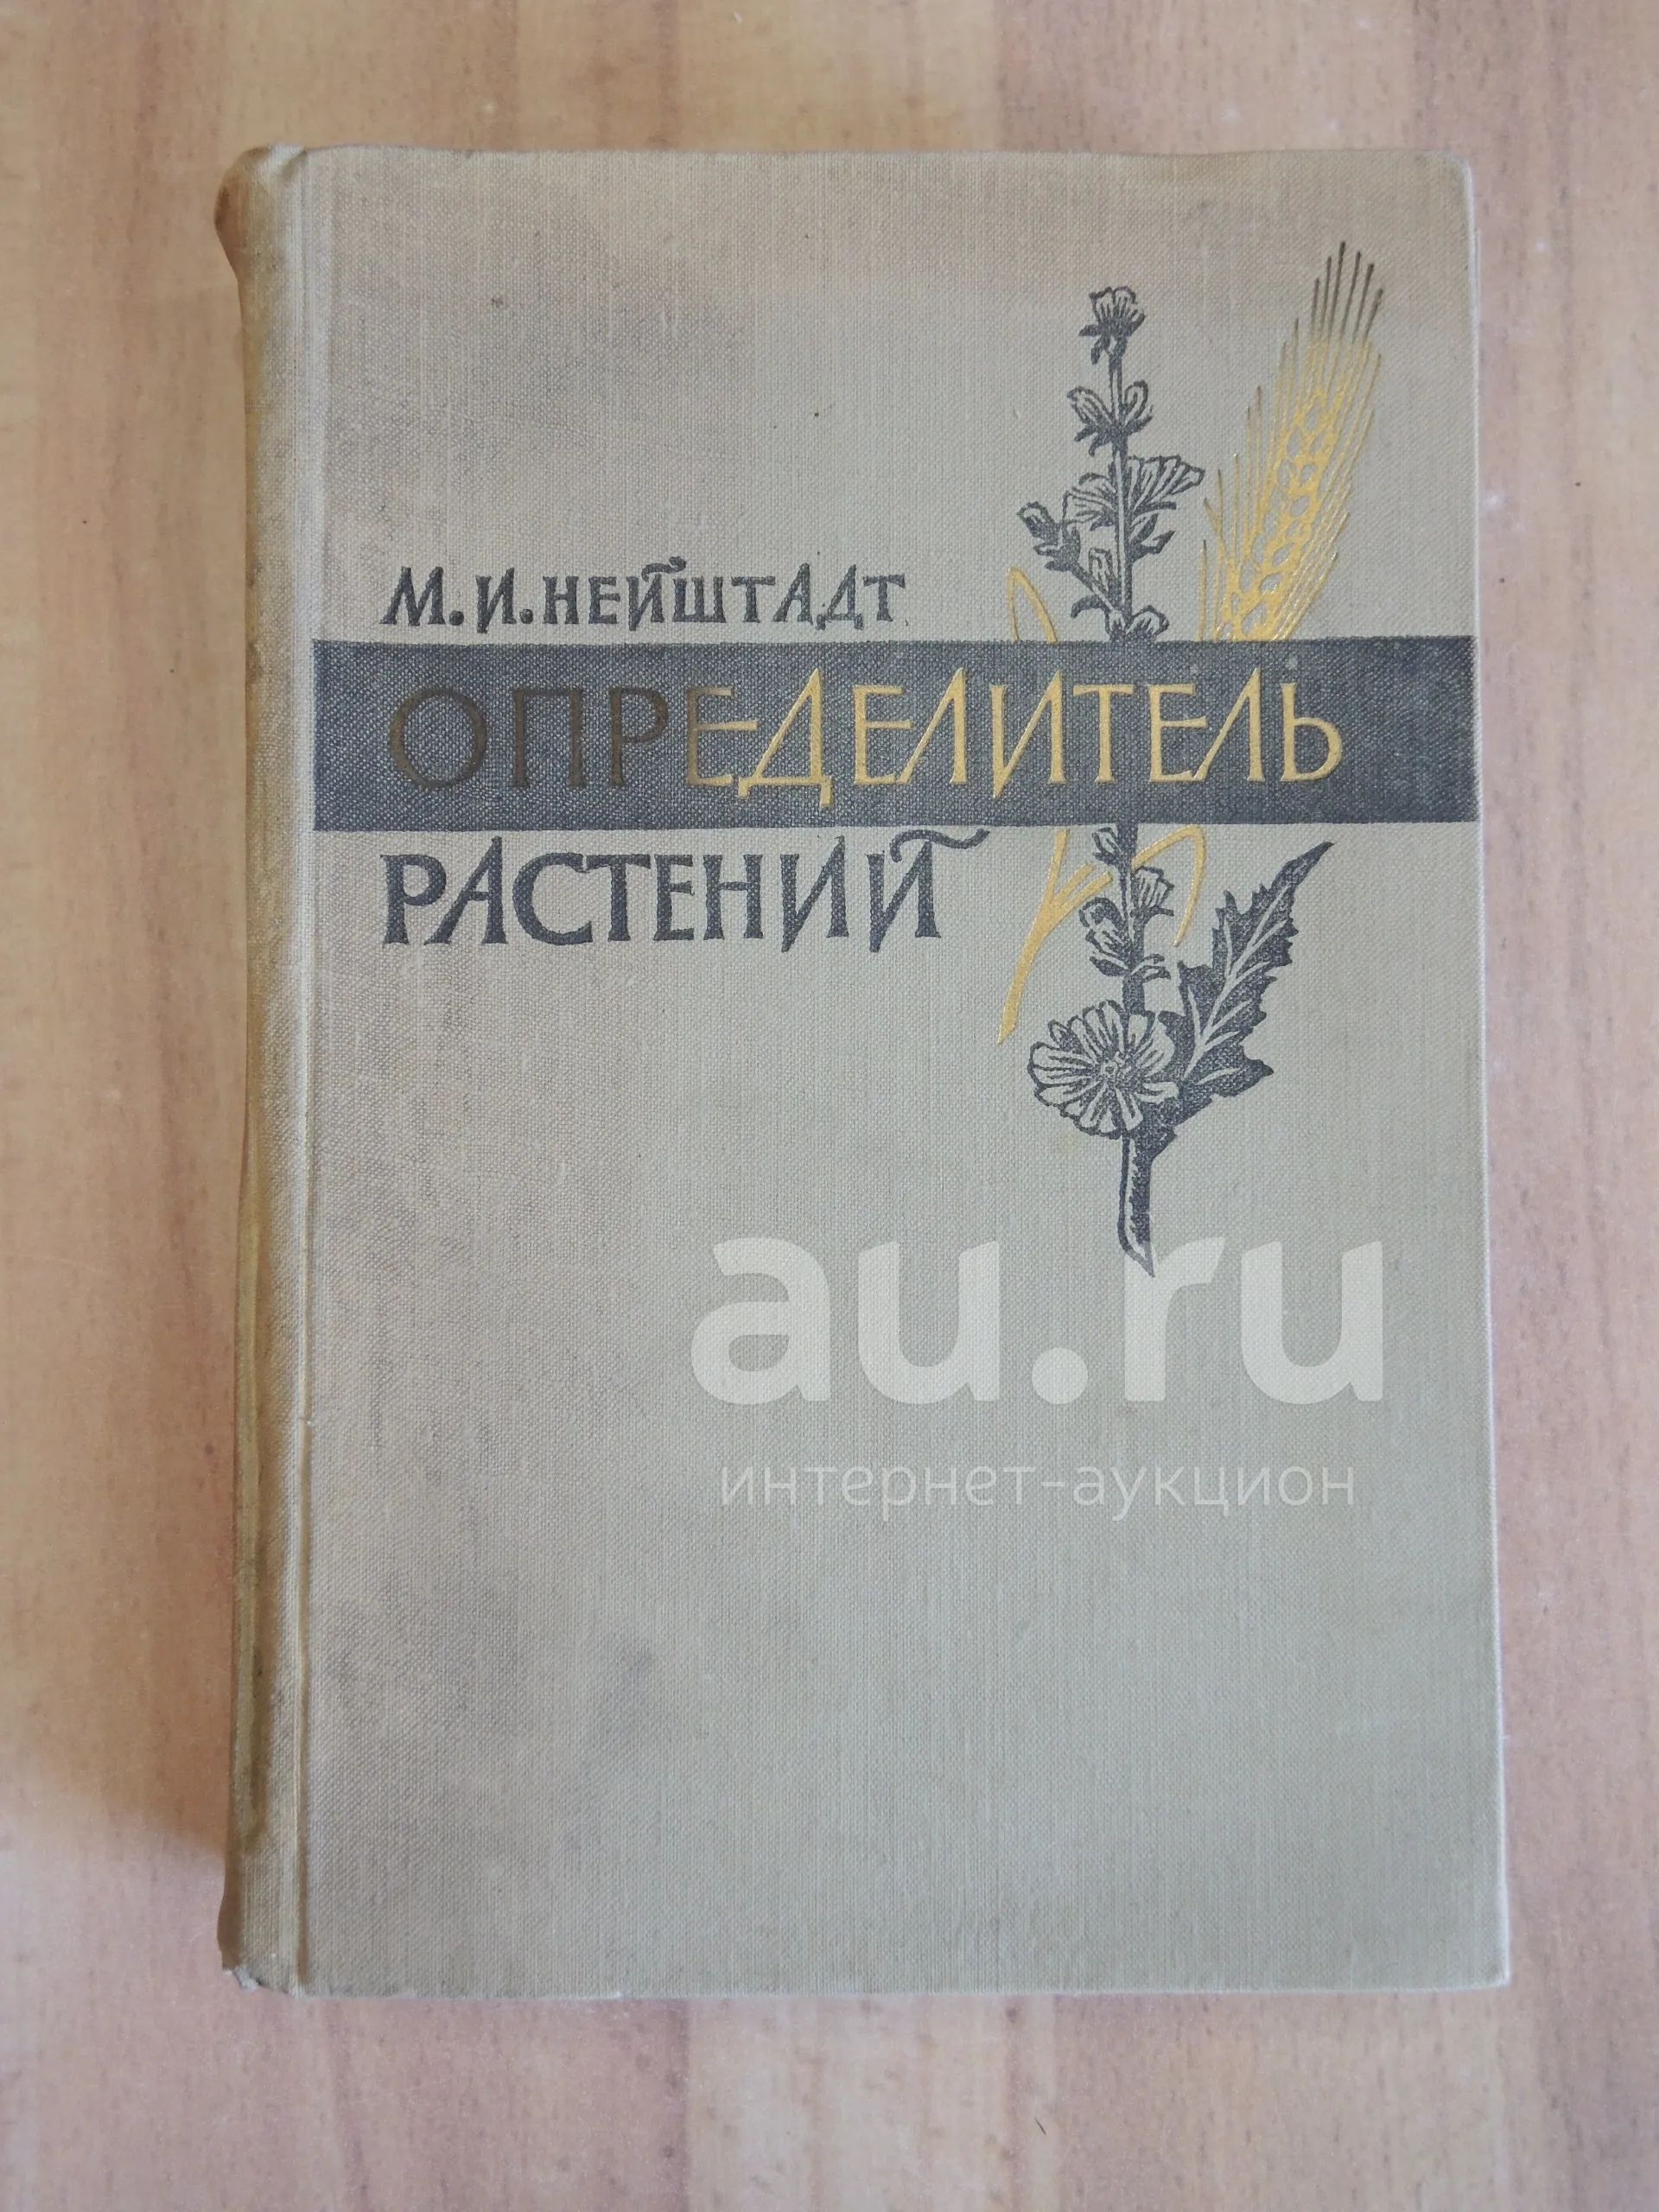 М. И. НЕЙШТАДТ
ОПРЕДЕЛИТЕЛЬ
РАСТЕНИЙ
au.ru
интернет-аукцион